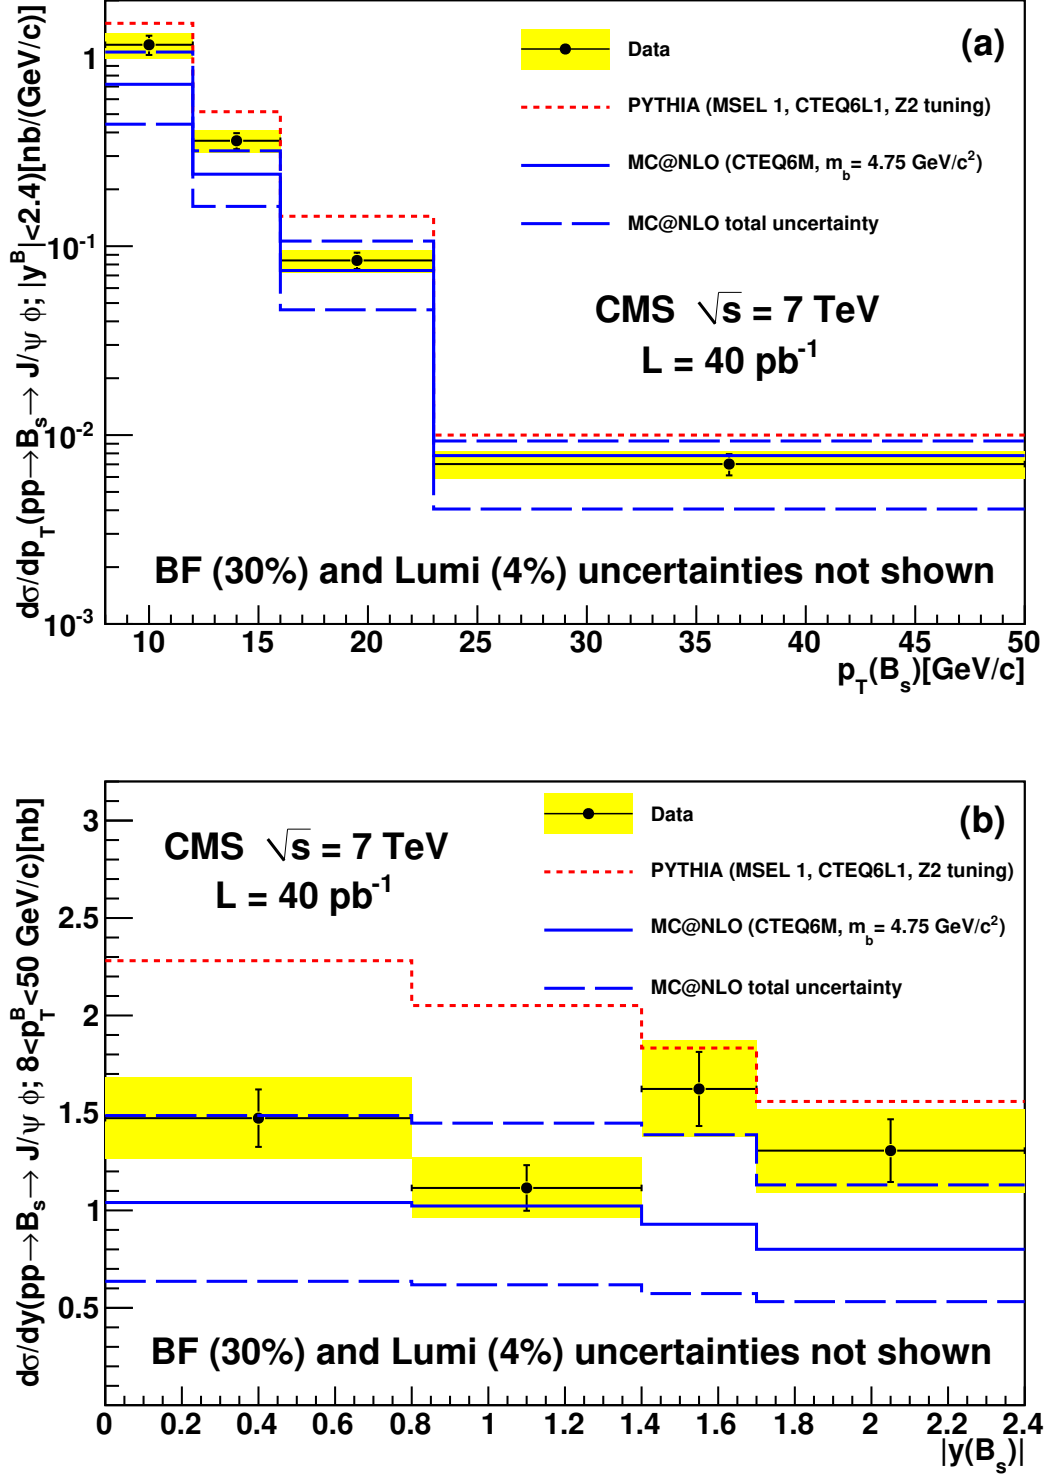 dσ/dp_T(pp→B_s→ J/ψ ϕ; |y^B|<2.4)[nb/(GeV/c)]
(a)
Data
PYTHIA (MSEL 1, CTEQ6L1, Z2 tuning)
MC@NLO (CTEQ6M, m_b= 4.75 GeV/c²)
MC@NLO total uncertainty
CMS √s = 7 TeV
L = 40 pb⁻¹
BF (30%) and Lumi (4%) uncertainties not shown
1
10⁻¹
10⁻²
10⁻³
10 15 20 25 30 35 40 45 50
p_T(B_s)[GeV/c]
dσ/dy(pp→B_s→ J/ψ ϕ; 8<p_T^B<50 GeV/c)[nb]
(b)
Data
PYTHIA (MSEL 1, CTEQ6L1, Z2 tuning)
MC@NLO (CTEQ6M, m_b= 4.75 GeV/c²)
MC@NLO total uncertainty
CMS √s = 7 TeV
L = 40 pb⁻¹
3
2.5
2
1.5
1
0.5
BF (30%) and Lumi (4%) uncertainties not shown
0 0.2 0.4 0.6 0.8 1 1.2 1.4 1.6 1.8 2 2.2 2.4
|y(B_s)|